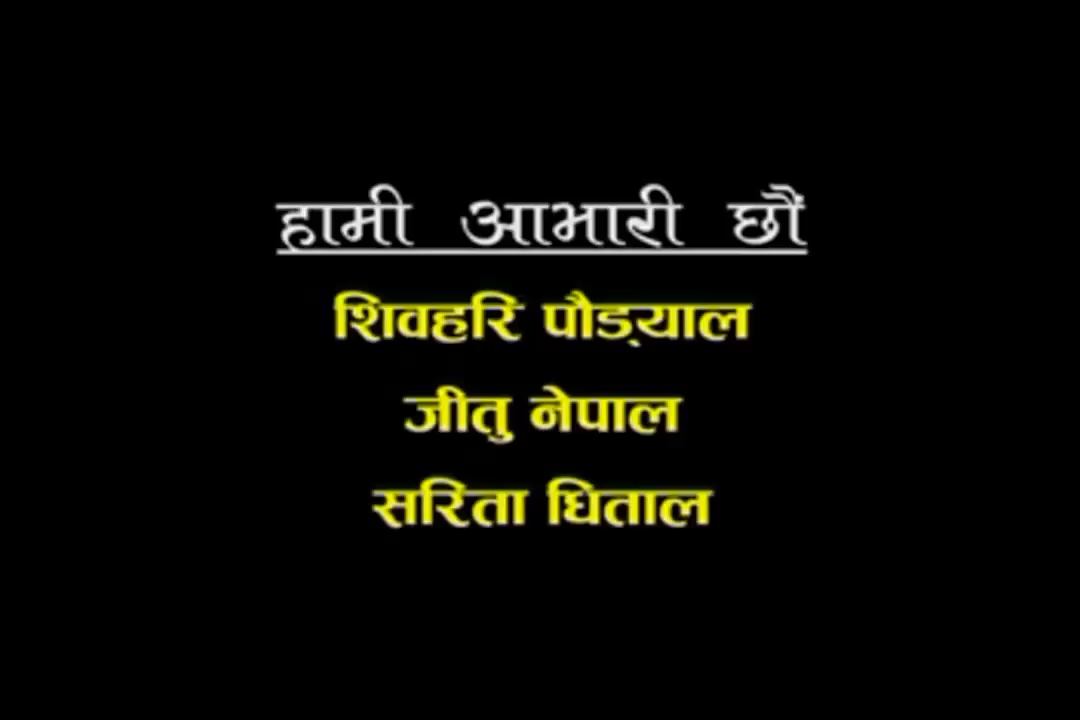 हामी आभारी छौं
शिवहरि पौड्याल
जीतु नेपाल
सरिता धिताल